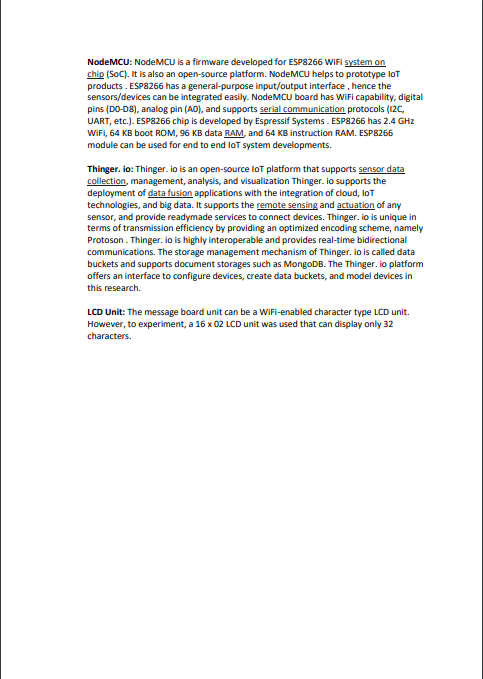 NodeMCU: NodeMCU is a firmware developed for ESP8266 WiFi system on
chip (SoC). It is also an open-source platform. NodeMCU helps to prototype IoT
products . ESP8266 has a general-purpose input/output interface , hence the
sensors/devices can be integrated easily. NodeMCU board has WiFi capability, digital
pins (D0-D8), analog pin (A0), and supports serial communication protocols (I2C,
UART, etc.). ESP8266 chip is developed by Espressif Systems . ESP8266 has 2.4 GHz
WiFi, 64 KB boot ROM, 96 KB data RAM, and 64 KB instruction RAM. ESP8266
module can be used for end to end IoT system developments.
Thinger. io: Thinger. io is an open-source IoT platform that supports sensor data
collection, management, analysis, and visualization Thinger. io supports the
deployment of data fusion applications with the integration of cloud, IoT
technologies, and big data. It supports the remote sensing and actuation of any
sensor, and provide readymade services to connect devices. Thinger. io is unique in
terms of transmission efficiency by providing an optimized encoding scheme, namely
Protoson . Thinger. io is highly interoperable and provides real-time bidirectional
communications. The storage management mechanism of Thinger. io is called data
buckets and supports document storages such as MongoDB. The Thinger. io platform
offers an interface to configure devices, create data buckets, and model devices in
this research.
LCD Unit: The message board unit can be a WiFi-enabled character type LCD unit.
However, to experiment, a 16 x 02 LCD unit was used that can display only 32
characters.